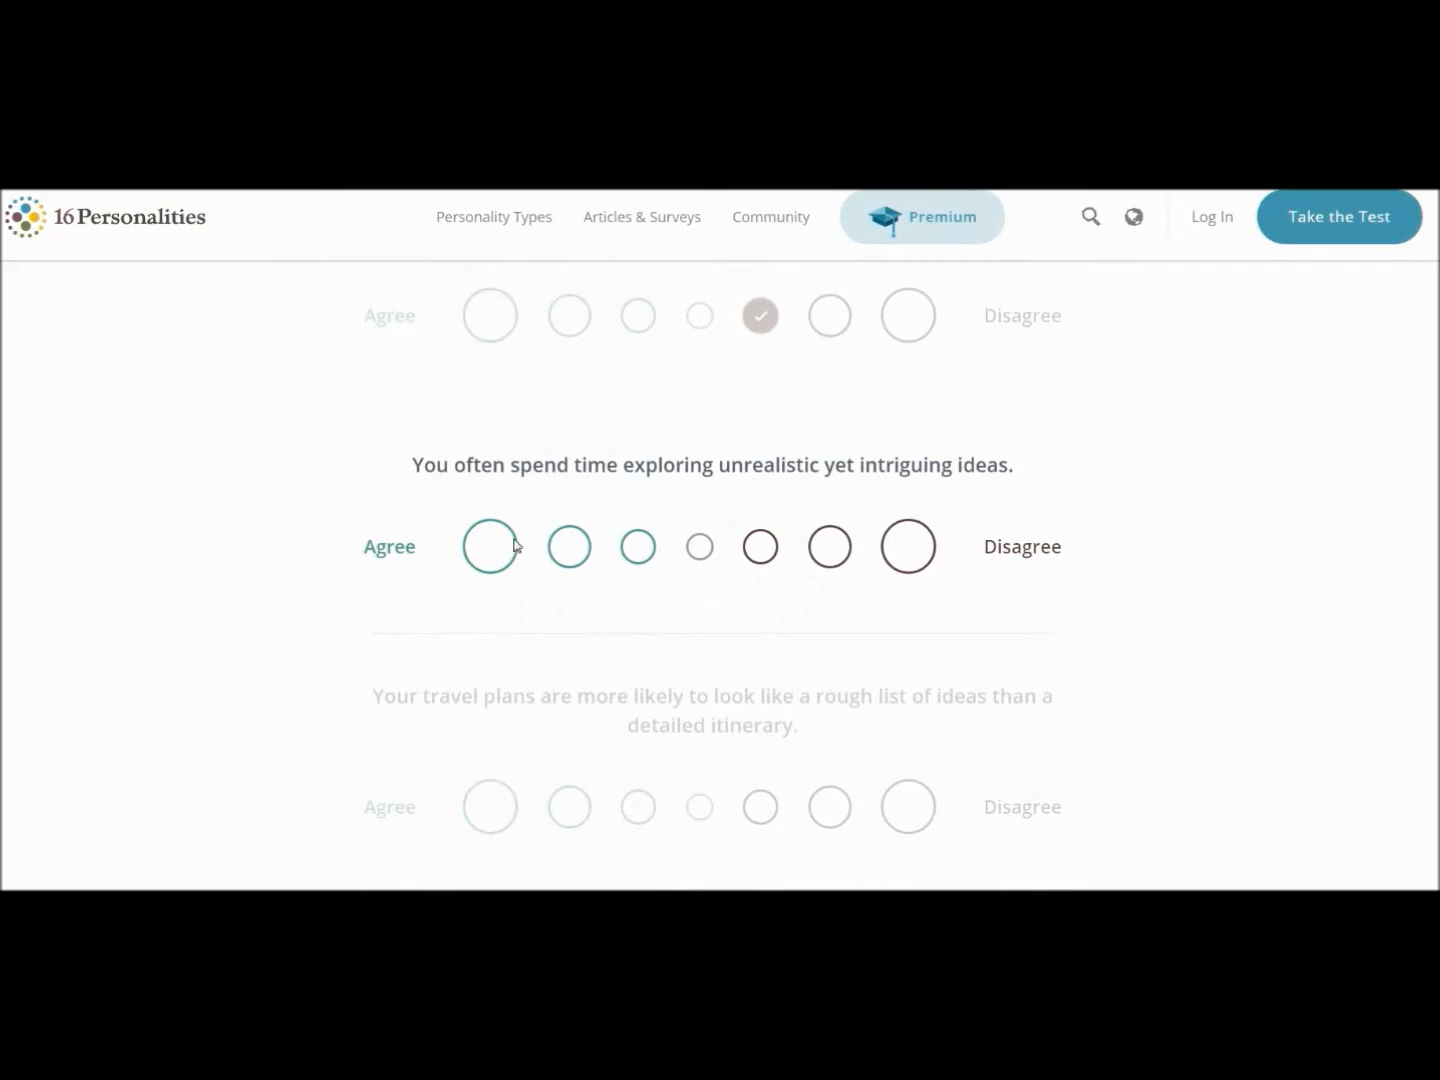 16Personalities
Personality Types
Articles & Surveys
Community
Premium
Log In
Take the Test
Agree
Disagree
You often spend time exploring unrealistic yet intriguing ideas.
Agree
Disagree
Your travel plans are more likely to look like a rough list of ideas than a
detailed itinerary.
Agree
Disagree